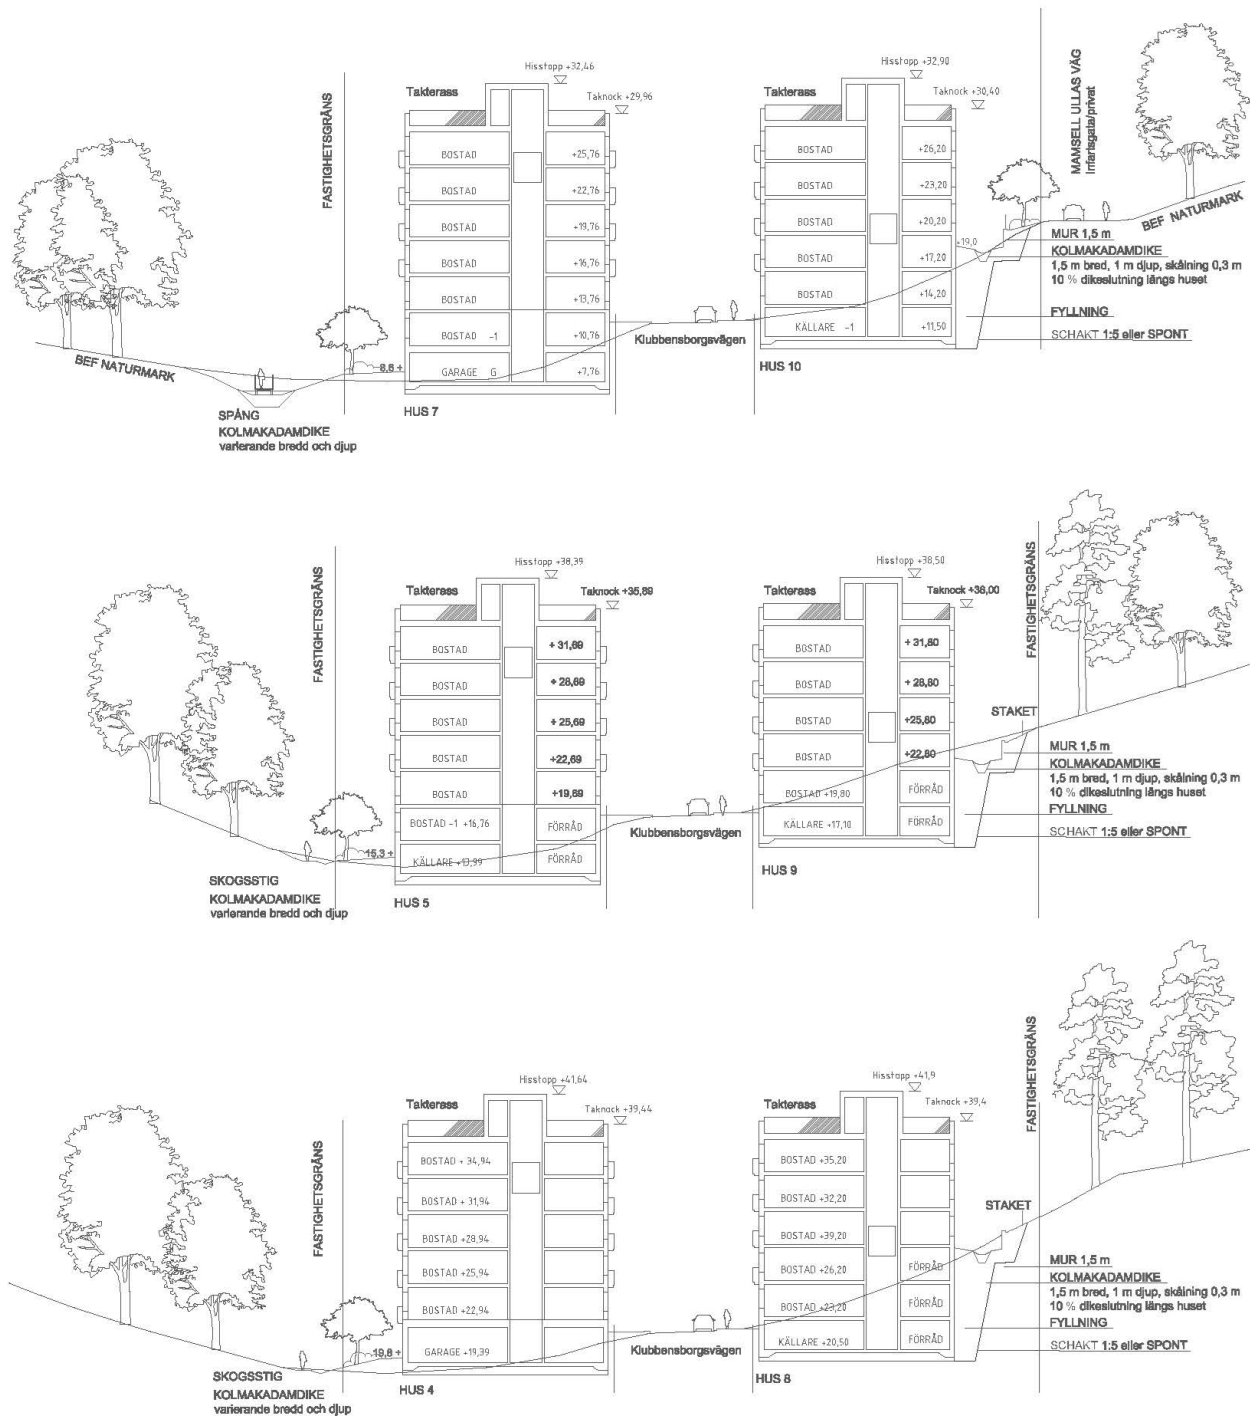 Hisstopp +32,46
Takterass
Taknock +29,96
FASTIGHETSGRÄNS
BOSTAD +25,76
BOSTAD +22,76
BOSTAD +19,76
BOSTAD +16,76
BOSTAD +13,76
BOSTAD -1 +10,76
GARAGE G +7,76
8,6 +
BEF NATURMARK
SPÅNG
KOLMAKADAMDIKE
varierande bredd och djup
HUS 7
Klubbensborgsvägen
Hisstopp +32,90
Takterass
Taknock +30,40
BOSTAD +26,20
BOSTAD +23,20
BOSTAD +20,20
BOSTAD +17,20
BOSTAD +14,20
KÄLLARE -1 +11,50
HUS 10
+19,0
MAMSELL ULLAS VÄG
Infartsgata/privat
BEF NATURMARK
MUR 1,5 m
KOLMAKADAMDIKE
1,5 m bred, 1 m djup, skålning 0,3 m
10 % dikeslutning längs huset
FYLLNING
SCHAKT 1:5 eller SPONT
Hisstopp +38,39
Takterass
Taknock +35,89
FASTIGHETSGRÄNS
BOSTAD + 31,69
BOSTAD + 28,69
BOSTAD + 25,69
BOSTAD +22,69
BOSTAD +19,69
BOSTAD -1 +16,76 FÖRRÅD
KÄLLARE +13,99 FÖRRÅD
15,3 +
SKOGSSTIG
KOLMAKADAMDIKE
varierande bredd och djup
HUS 5
Klubbensborgsvägen
Hisstopp +38,50
Takterass
Taknock +36,00
BOSTAD + 31,80
BOSTAD + 28,80
BOSTAD +25,80
BOSTAD +22,80
BOSTAD +19,80 FÖRRÅD
KÄLLARE +17,10 FÖRRÅD
HUS 9
FASTIGHETSGRÄNS
STAKET
MUR 1,5 m
KOLMAKADAMDIKE
1,5 m bred, 1 m djup, skålning 0,3 m
10 % dikeslutning längs huset
FYLLNING
SCHAKT 1:5 eller SPONT
Hisstopp +41,64
Takterass
Taknock +39,44
FASTIGHETSGRÄNS
BOSTAD + 34,94
BOSTAD + 31,94
BOSTAD +28,94
BOSTAD +25,94
BOSTAD +22,94
GARAGE +19,39
19,8 +
SKOGSSTIG
KOLMAKADAMDIKE
varierande bredd och djup
HUS 4
Klubbensborgsvägen
Hisstopp +41,9
Takterass
Taknock +39,4
BOSTAD +35,20
BOSTAD +32,20
BOSTAD +39,20
BOSTAD +26,20 FÖRRÅD
BOSTAD +23,20 FÖRRÅD
KÄLLARE +20,50 FÖRRÅD
HUS 8
FASTIGHETSGRÄNS
STAKET
MUR 1,5 m
KOLMAKADAMDIKE
1,5 m bred, 1 m djup, skålning 0,3 m
10 % dikeslutning längs huset
FYLLNING
SCHAKT 1:5 eller SPONT